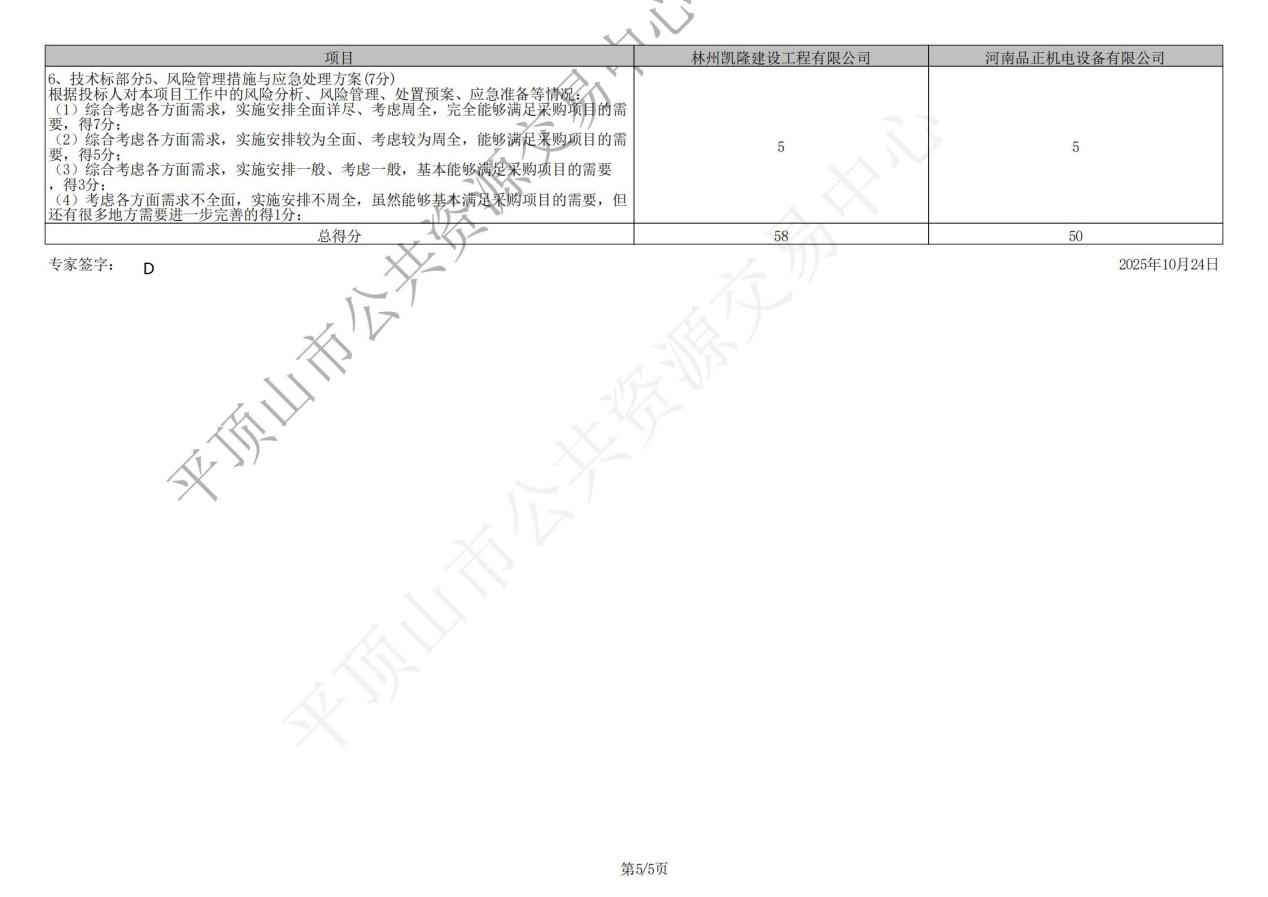 项目 林州凯隆建设工程有限公司 河南品正机电设备有限公司
6、技术标部分5、风险管理措施与应急处理方案(7分)
根据投标人对本项目工作中的风险分析、风险管理、处置预案、应急准备等情况：
（1）综合考虑各方面需求，实施安排全面详尽、考虑周全，完全能够满足采购项目的需
要，得7分；
（2）综合考虑各方面需求，实施安排较为全面、考虑较为周全，能够满足采购项目的需
要，得5分；
（3）综合考虑各方面需求，实施安排一般、考虑一般，基本能够满足采购项目的需要
，得3分；
（4）考虑各方面需求不全面，实施安排不周全，虽然能够基本满足采购项目的需要，但
还有很多地方需要进一步完善的得1分；
5 5
总得分 58 50
专家签字： D 2025年10月24日
平顶山市公共资源交易中心
平顶山市公共资源交易中心
第5/5页